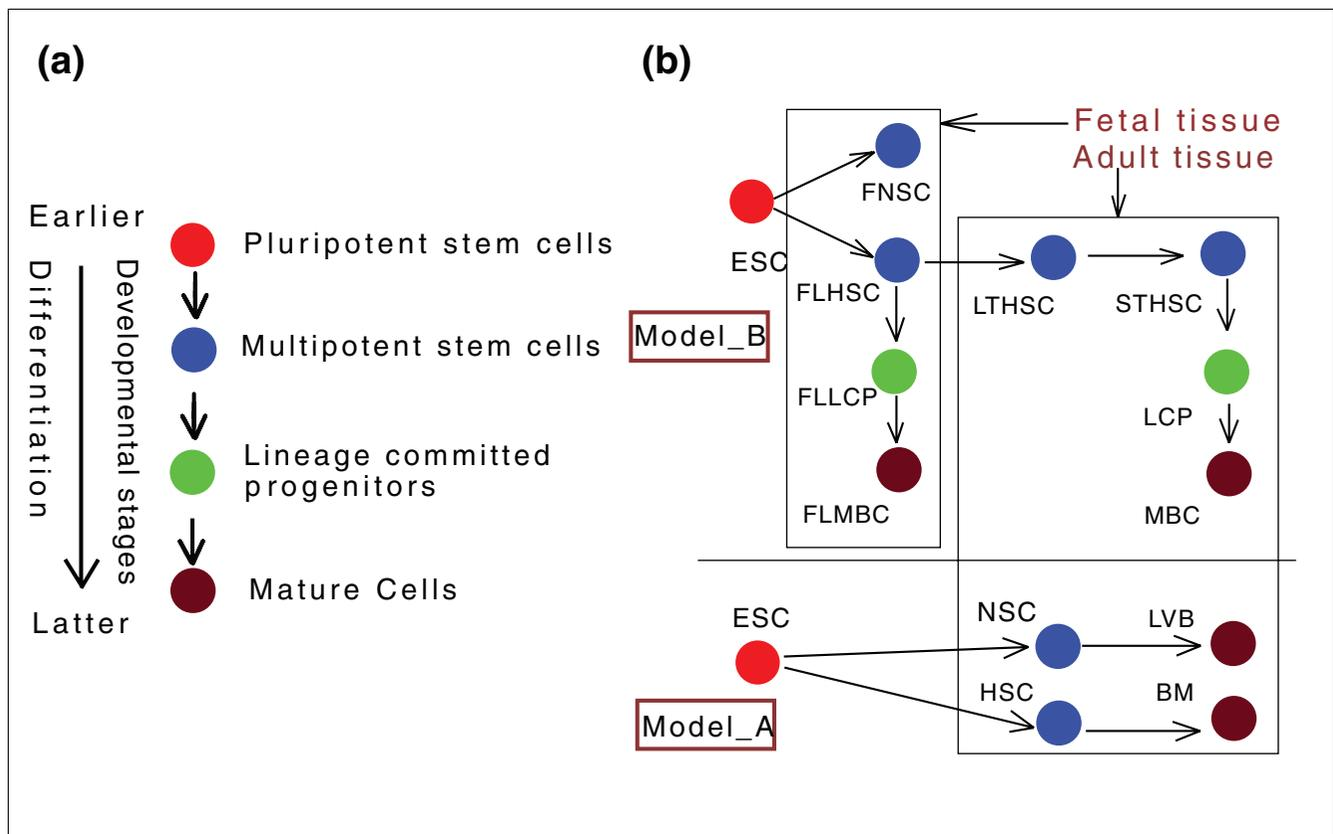 (a)
Earlier
Differentiation
Developmental stages
Latter
Pluripotent stem cells
Multipotent stem cells
Lineage committed
progenitors
Mature Cells
(b)
Fetal tissue
Adult tissue
FNSC
ESC
FLHSC
LTHSC
STHSC
Model_B
FLLCP
LCP
FLMBC
MBC
ESC
NSC
LVB
HSC
BM
Model_A